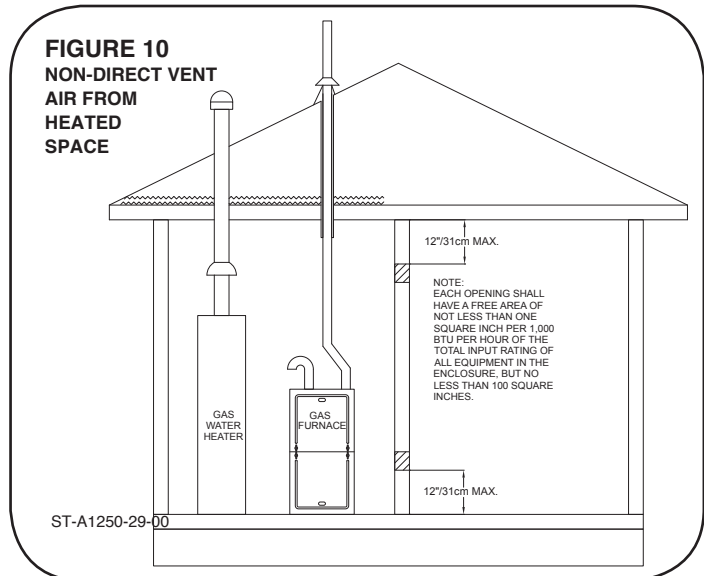 FIGURE 10
NON-DIRECT VENT
AIR FROM
HEATED
SPACE
12"/31cm MAX.
NOTE:
EACH OPENING SHALL
HAVE A FREE AREA OF
NOT LESS THAN ONE
SQUARE INCH PER 1,000
BTU PER HOUR OF THE
TOTAL INPUT RATING OF
ALL EQUIPMENT IN THE
ENCLOSURE, BUT NO
LESS THAN 100 SQUARE
INCHES.
GAS
WATER
HEATER
GAS
FURNACE
12"/31cm MAX.
ST-A1250-29-00